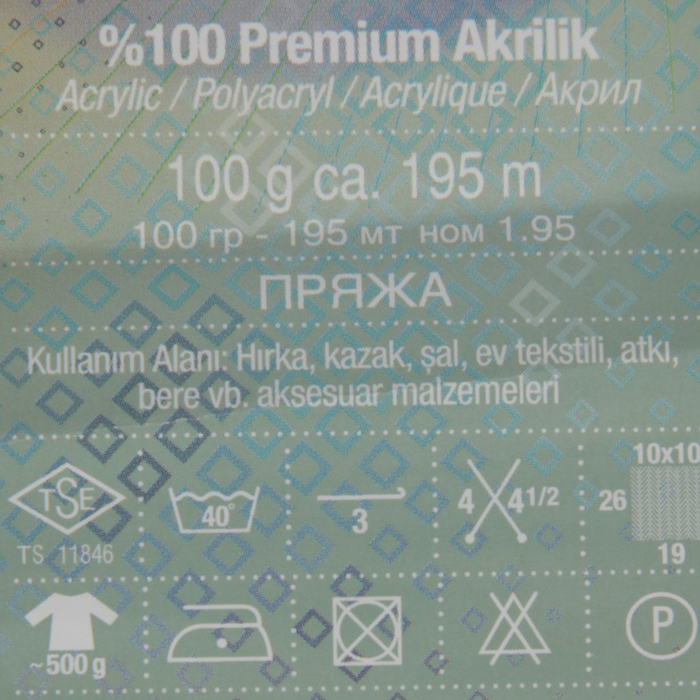 %100 Premium Akrilik
Acrylic / Polyacryl / Acrylique / Акрил
100 g ca. 195 m
100 гр - 195 мт ном 1.95
ПРЯЖА
Kullanım Alanı: Hırka, kazak, şal, ev tekstili, atkı,
bere vb. aksesuar malzemeleri
10x10
TSE 40° 3 4 4 1/2 26
TS 11846 19
~500 g P